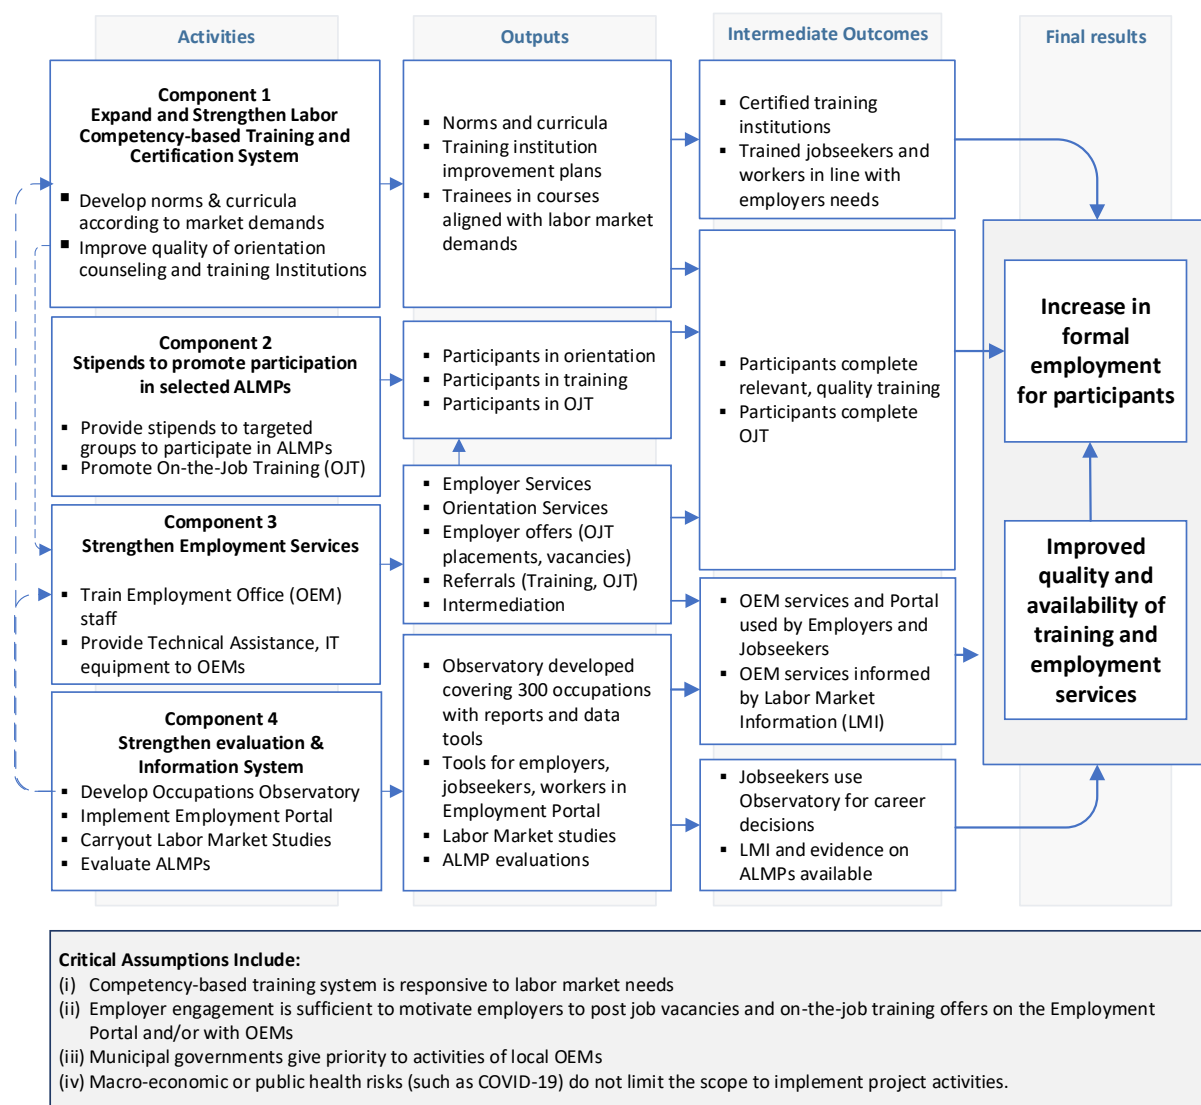 Activities
Outputs
Intermediate Outcomes
Final results
Component 1
Expand and Strengthen Labor
Competency-based Training and
Certification System
▪ Develop norms & curricula
according to market demands
▪ Improve quality of orientation
counseling and training Institutions
▪ Norms and curricula
▪ Training institution
improvement plans
▪ Trainees in courses
aligned with labor market
demands
▪ Certified training
institutions
▪ Trained jobseekers and
workers in line with
employers needs
Component 2
Stipends to promote participation
in selected ALMPs
▪ Provide stipends to targeted
groups to participate in ALMPs
▪ Promote On-the-Job Training (OJT)
▪ Participants in orientation
▪ Participants in training
▪ Participants in OJT
▪ Participants complete
relevant, quality training
▪ Participants complete
OJT
Increase in
formal
employment
for participants
Component 3
Strengthen Employment Services
▪ Train Employment Office (OEM)
staff
▪ Provide Technical Assistance, IT
equipment to OEMs
▪ Employer Services
▪ Orientation Services
▪ Employer offers (OJT
placements, vacancies)
▪ Referrals (Training, OJT)
▪ Intermediation
▪ OEM services and Portal
used by Employers and
Jobseekers
▪ OEM services informed
by Labor Market
Information (LMI)
Improved
quality and
availability of
training and
employment
services
Component 4
Strengthen evaluation &
Information System
▪ Develop Occupations Observatory
▪ Implement Employment Portal
▪ Carryout Labor Market Studies
▪ Evaluate ALMPs
▪ Observatory developed
covering 300 occupations
with reports and data
tools
▪ Tools for employers,
jobseekers, workers in
Employment Portal
▪ Labor Market studies
▪ ALMP evaluations
▪ Jobseekers use
Observatory for career
decisions
▪ LMI and evidence on
ALMPs available
Critical Assumptions Include:
(i) Competency-based training system is responsive to labor market needs
(ii) Employer engagement is sufficient to motivate employers to post job vacancies and on-the-job training offers on the Employment
Portal and/or with OEMs
(iii) Municipal governments give priority to activities of local OEMs
(iv) Macro-economic or public health risks (such as COVID-19) do not limit the scope to implement project activities.